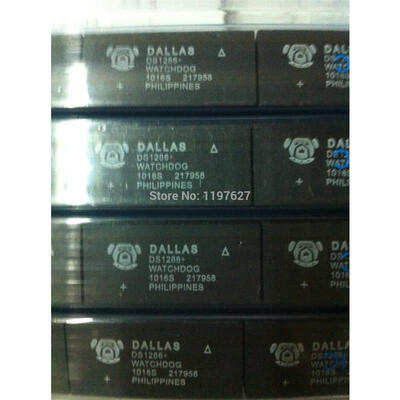 DALLAS
DS1286+
WATCHDOG
1016S 217958
PHILIPPINES
DALLAS
DS1286+
WATCHDOG
1016S 217958
PHILIPPINES
Store No.: 1197627
DALLAS
DS1286+
WATCHDOG
1016S 217958
PHILIPPINES
DALLAS
DS1286+
WATCHDOG
1016S 217958
PHILIPPINES